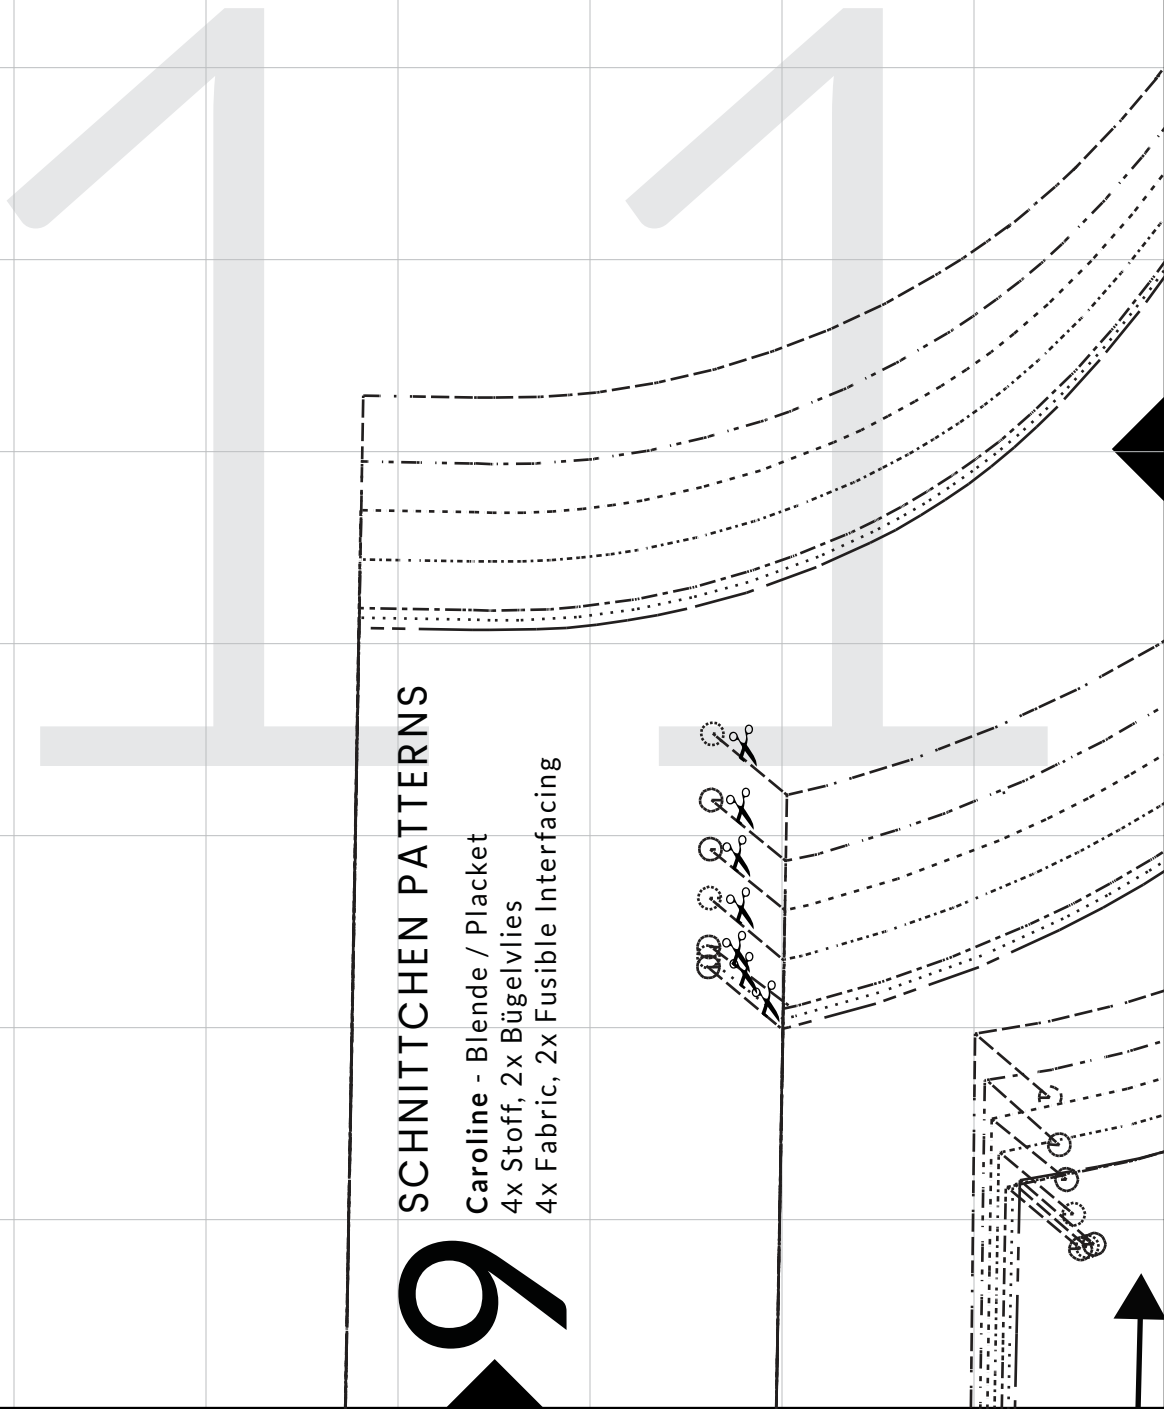 11
SCHNITTCHEN PATTERNS
Caroline - Blende / Placket
4x Stoff, 2x Bügelvlies
4x Fabric, 2x Fusible Interfacing
9